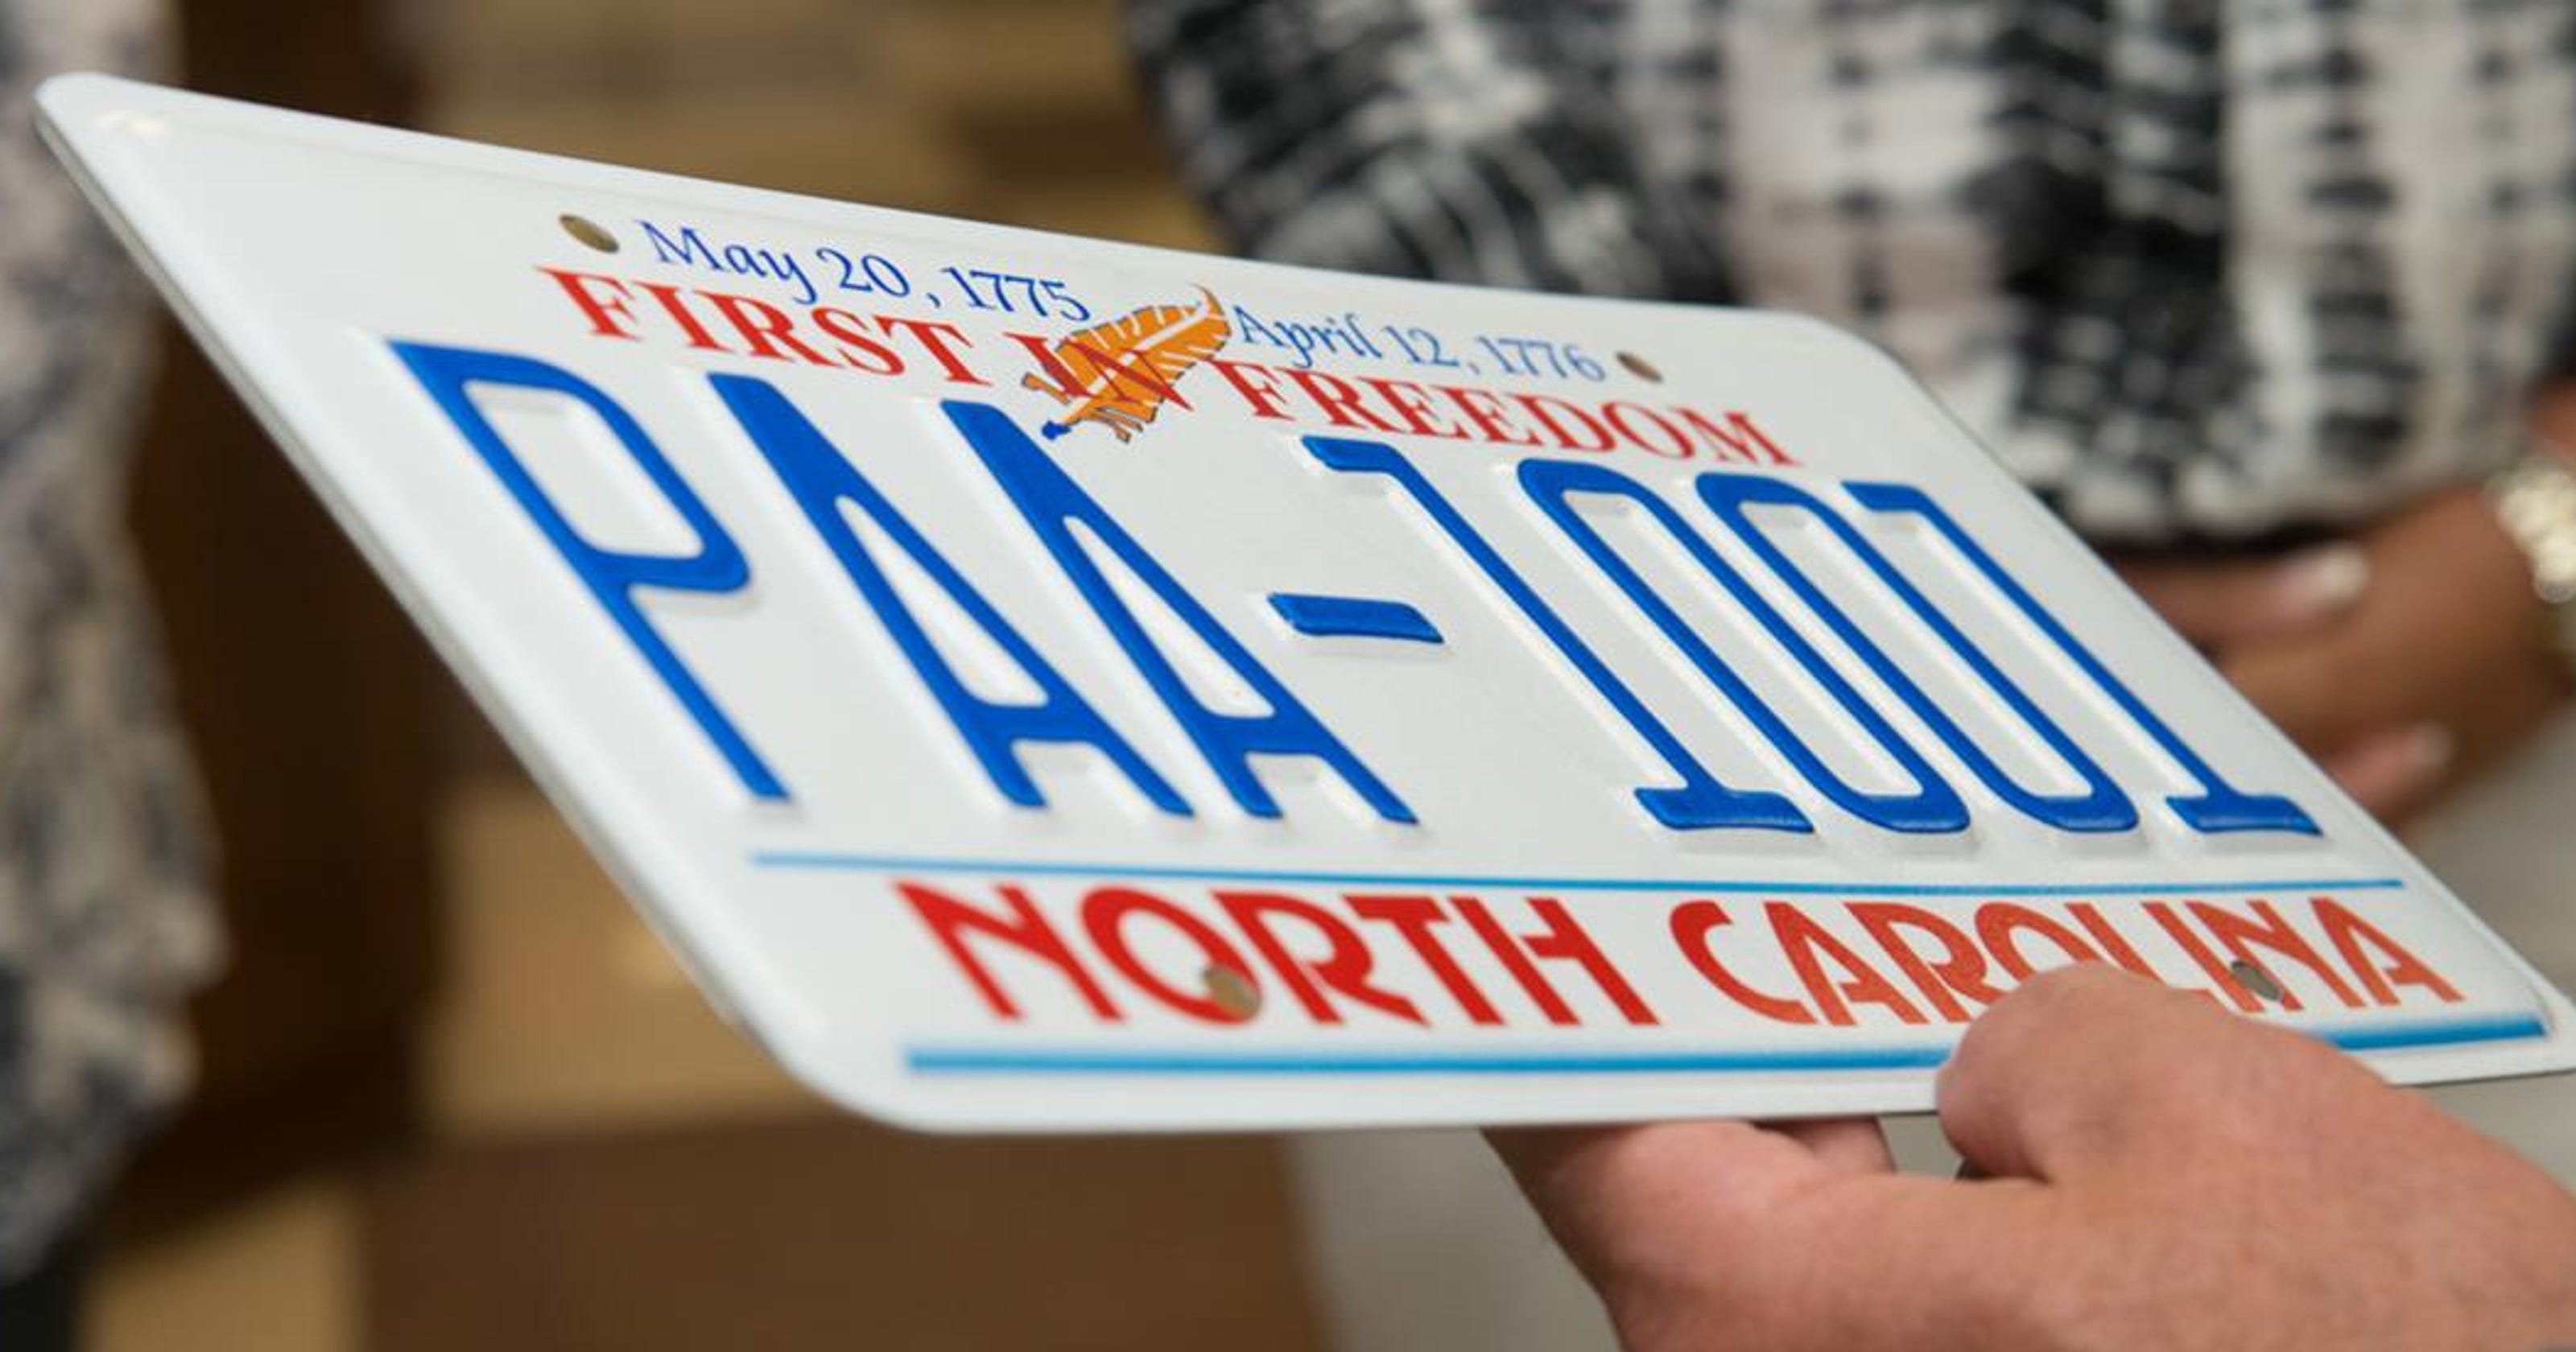 May 20, 1775 April 12, 1776
FIRST IN FREEDOM
PAA-1001
NORTH CAROLINA